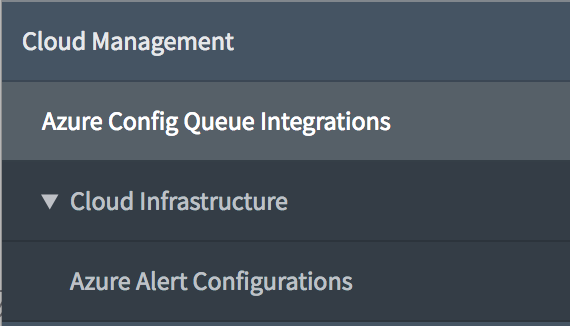 Cloud Management
Azure Config Queue Integrations
Cloud Infrastructure
Azure Alert Configurations